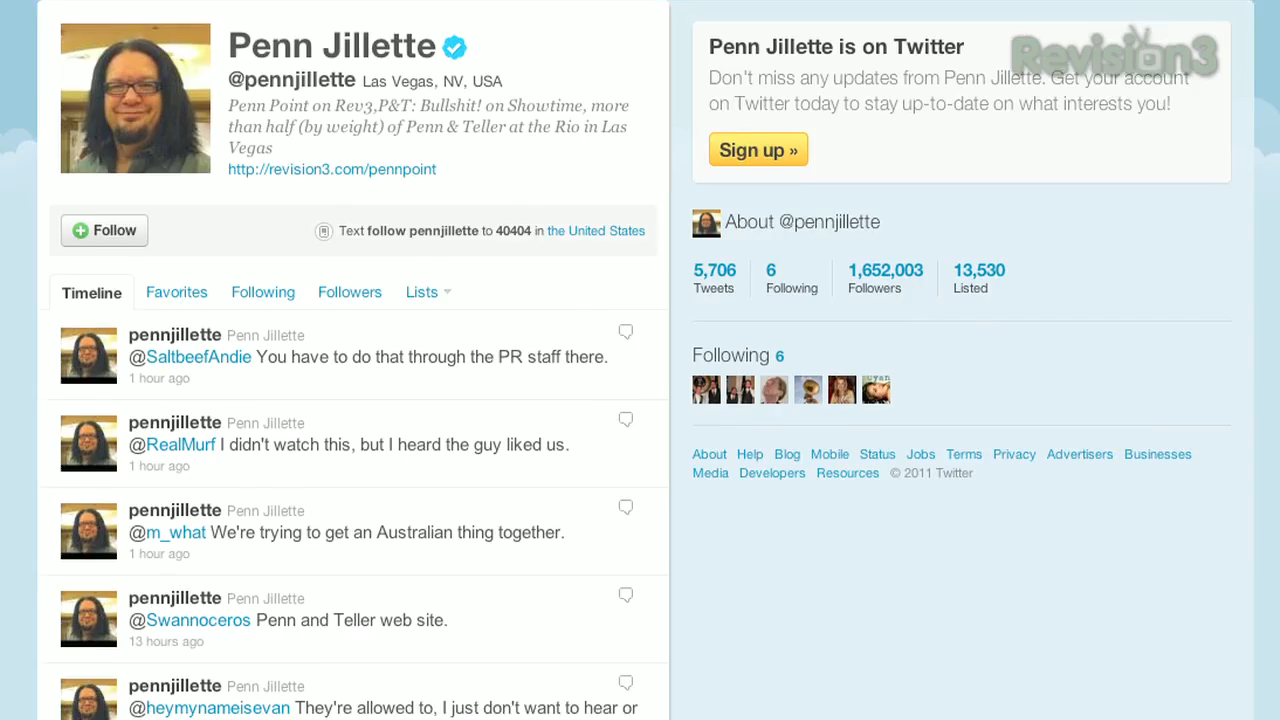 Penn Jillette
@pennjillette Las Vegas, NV, USA
Penn Point on Rev3,P&T: Bullshit! on Showtime, more
than half (by weight) of Penn & Teller at the Rio in Las
Vegas
http://revision3.com/pennpoint
Follow
Text follow pennjillette to 40404 in the United States
Timeline Favorites Following Followers Lists
pennjillette Penn Jillette
@SaltbeefAndie You have to do that through the PR staff there.
1 hour ago
pennjillette Penn Jillette
@RealMurf I didn't watch this, but I heard the guy liked us.
1 hour ago
pennjillette Penn Jillette
@m_what We're trying to get an Australian thing together.
1 hour ago
pennjillette Penn Jillette
@Swannoceros Penn and Teller web site.
13 hours ago
pennjillette Penn Jillette
@heymynameisevan They're allowed to, I just don't want to hear or
Penn Jillette is on Twitter
Revision3
Don't miss any updates from Penn Jillette. Get your account
on Twitter today to stay up-to-date on what interests you!
Sign up »
About @pennjillette
5,706 6 1,652,003 13,530
Tweets Following Followers Listed
Following 6
About Help Blog Mobile Status Jobs Terms Privacy Advertisers Businesses
Media Developers Resources © 2011 Twitter